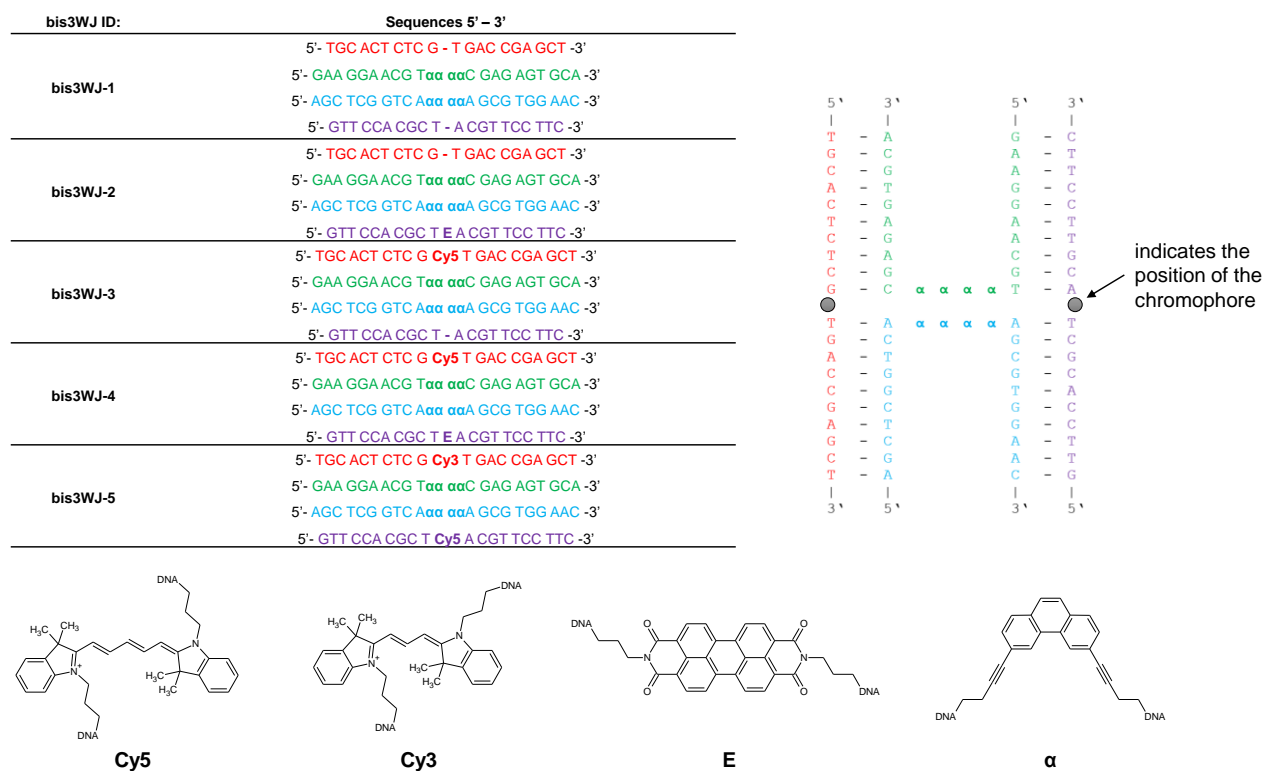 bis3WJ ID: Sequences 5’ – 3’
bis3WJ-1
5’- TGC ACT CTC G - T GAC CGA GCT -3’
5’- GAA GGA ACG Tαα ααC GAG AGT GCA -3’
5’- AGC TCG GTC Aαα ααA GCG TGG AAC -3’
5’- GTT CCA CGC T - A CGT TCC TTC -3’
bis3WJ-2
5’- TGC ACT CTC G - T GAC CGA GCT -3’
5’- GAA GGA ACG Tαα ααC GAG AGT GCA -3’
5’- AGC TCG GTC Aαα ααA GCG TGG AAC -3’
5’- GTT CCA CGC T E A CGT TCC TTC -3’
bis3WJ-3
5’- TGC ACT CTC G Cy5 T GAC CGA GCT -3’
5’- GAA GGA ACG Tαα ααC GAG AGT GCA -3’
5’- AGC TCG GTC Aαα ααA GCG TGG AAC -3’
5’- GTT CCA CGC T - A CGT TCC TTC -3’
bis3WJ-4
5’- TGC ACT CTC G Cy5 T GAC CGA GCT -3’
5’- GAA GGA ACG Tαα ααC GAG AGT GCA -3’
5’- AGC TCG GTC Aαα ααA GCG TGG AAC -3’
5’- GTT CCA CGC T E A CGT TCC TTC -3’
bis3WJ-5
5’- TGC ACT CTC G Cy3 T GAC CGA GCT -3’
5’- GAA GGA ACG Tαα ααC GAG AGT GCA -3’
5’- AGC TCG GTC Aαα ααA GCG TGG AAC -3’
5’- GTT CCA CGC T Cy5 A CGT TCC TTC -3’
5‘ 3‘ 5‘ 3‘
| | | |
T – A G – C
G – C A – T
C – G A – T
A – T G – C
C – G G – C
T – A A – T
C – G A – T
T – A C – G
C – G G – C
G – C α α α α T – A
T – A α α α α A – T
G – C G – C
A – T C – G
C – G G – C
C – G T – A
G – C G – C
A – T G – C
G – C A – T
C – G A – T
T – A C – G
| | | |
3‘ 5‘ 3‘ 5‘
indicates the
position of the
chromophore
DNA
H3C CH3
N
N+
H3C
CH3
DNA
Cy5
DNA
H3C CH3
N
N+
H3C
CH3
DNA
Cy3
DNA
O O
N N
O O
DNA
E
DNA DNA
α